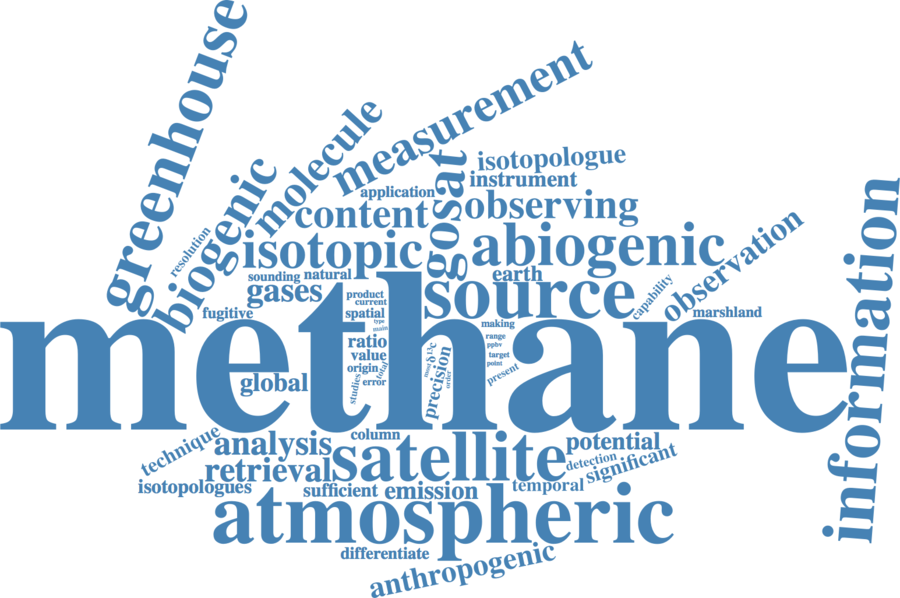 greenhouse
measurement
molecule
biogenic
isotopologue
instrument
application
gosat
content
observing
information
resolution
isotopic
abiogenic
observation
sounding
natural
earth
gases
source
capability
product
current
fugitive
spatial
marshland
type
main
making
methane
ratio
range
value
ppbv
target
origin
total
error
studies
most
δ¹³c
precision
order
point
present
global
technique
analysis
column
potential
retrieval
satellite
detection
significant
isotopologues
sufficient
emission
temporal
atmospheric
differentiate
anthropogenic